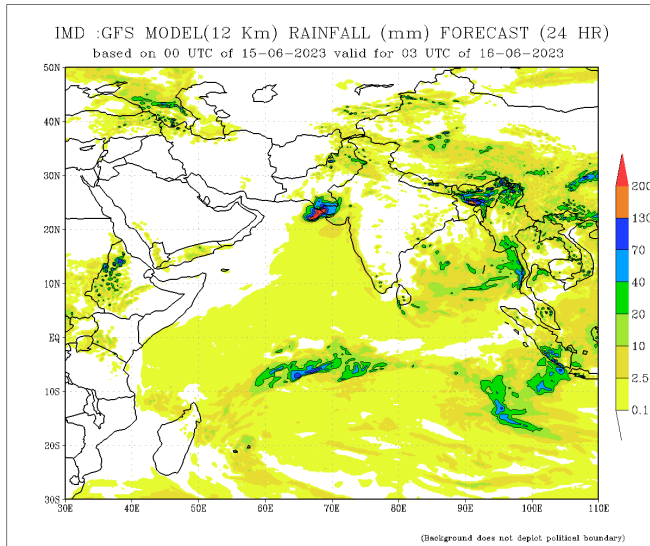 IMD :GFS MODEL(12 Km) RAINFALL (mm) FORECAST (24 HR)
based on 00 UTC of 15-06-2023 valid for 03 UTC of 16-06-2023
50N
40N
30N
20N
10N
EQ
10S
20S
30S
30E 40E 50E 60E 70E 80E 90E 100E 110E
200
130
70
40
20
10
2.5
0.1
(Background does not depict political boundary)